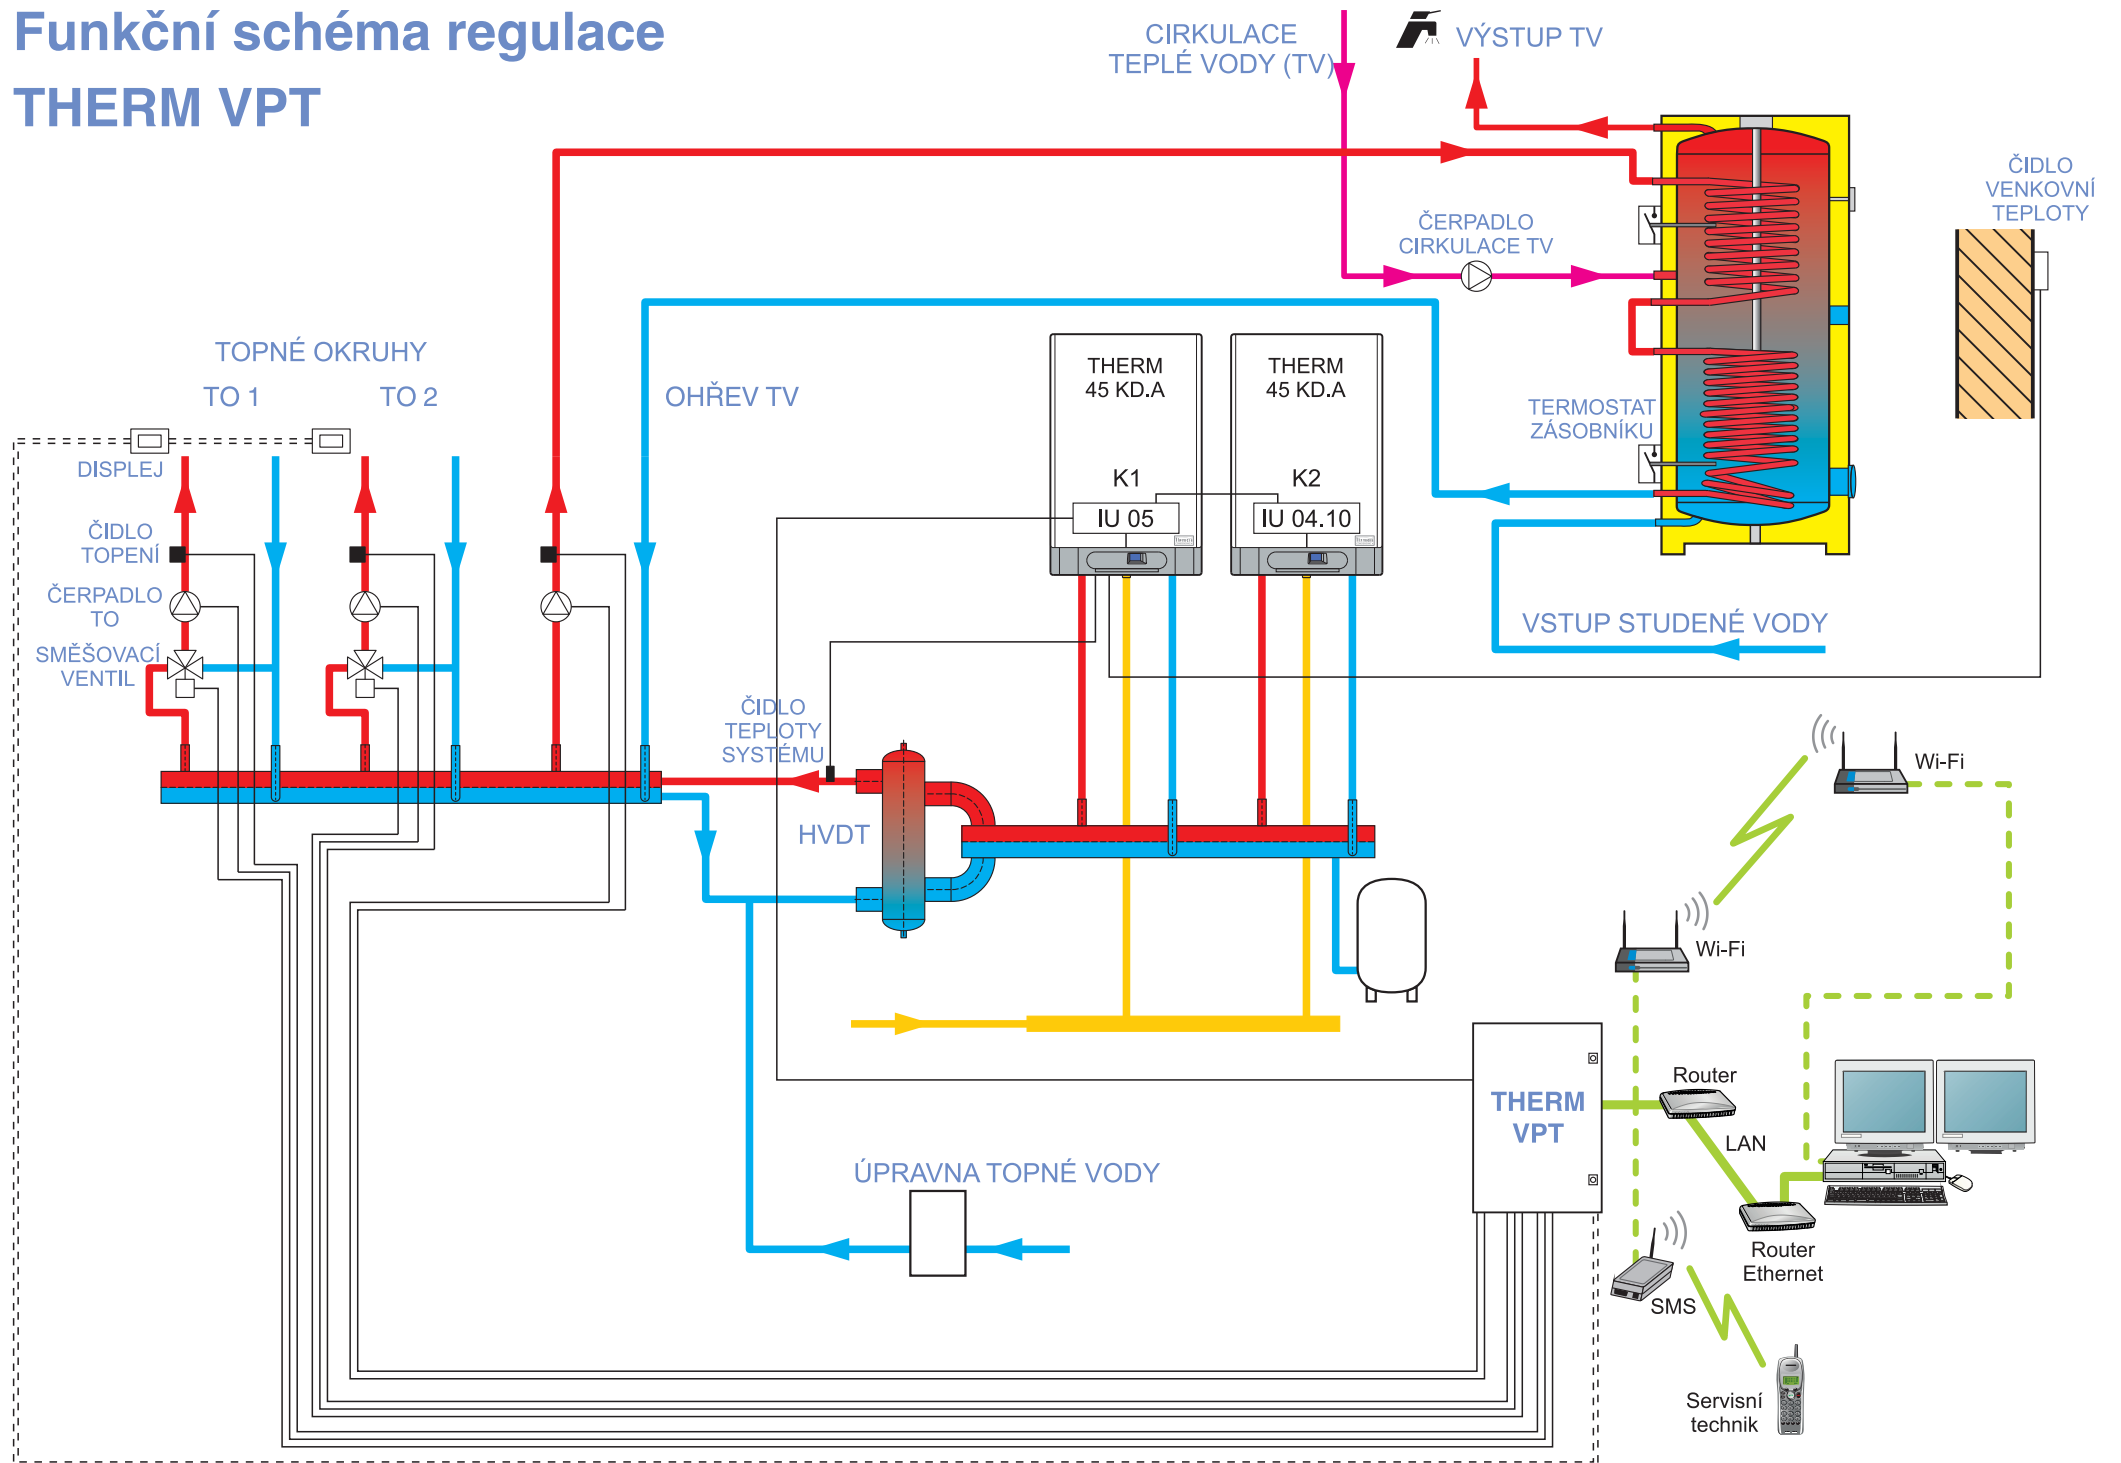 Funkční schéma regulace
THERM VPT
CIRKULACE
TEPLÉ VODY (TV)
VÝSTUP TV
ČIDLO
VENKOVNÍ
TEPLOTY
ČERPADLO
CIRKULACE TV
TOPNÉ OKRUHY
TO 1
TO 2
OHŘEV TV
THERM
45 KD.A
THERM
45 KD.A
TERMOSTAT
ZÁSOBNÍKU
DISPLEJ
K1
K2
IU 05
IU 04.10
ČIDLO
TOPENÍ
ČERPADLO
TO
SMĚŠOVACÍ
VENTIL
VSTUP STUDENÉ VODY
ČIDLO
TEPLOTY
SYSTÉMU
Wi-Fi
HVDT
Wi-Fi
Router
THERM
VPT
LAN
ÚPRAVNA TOPNÉ VODY
Router
Ethernet
SMS
Servisní
technik